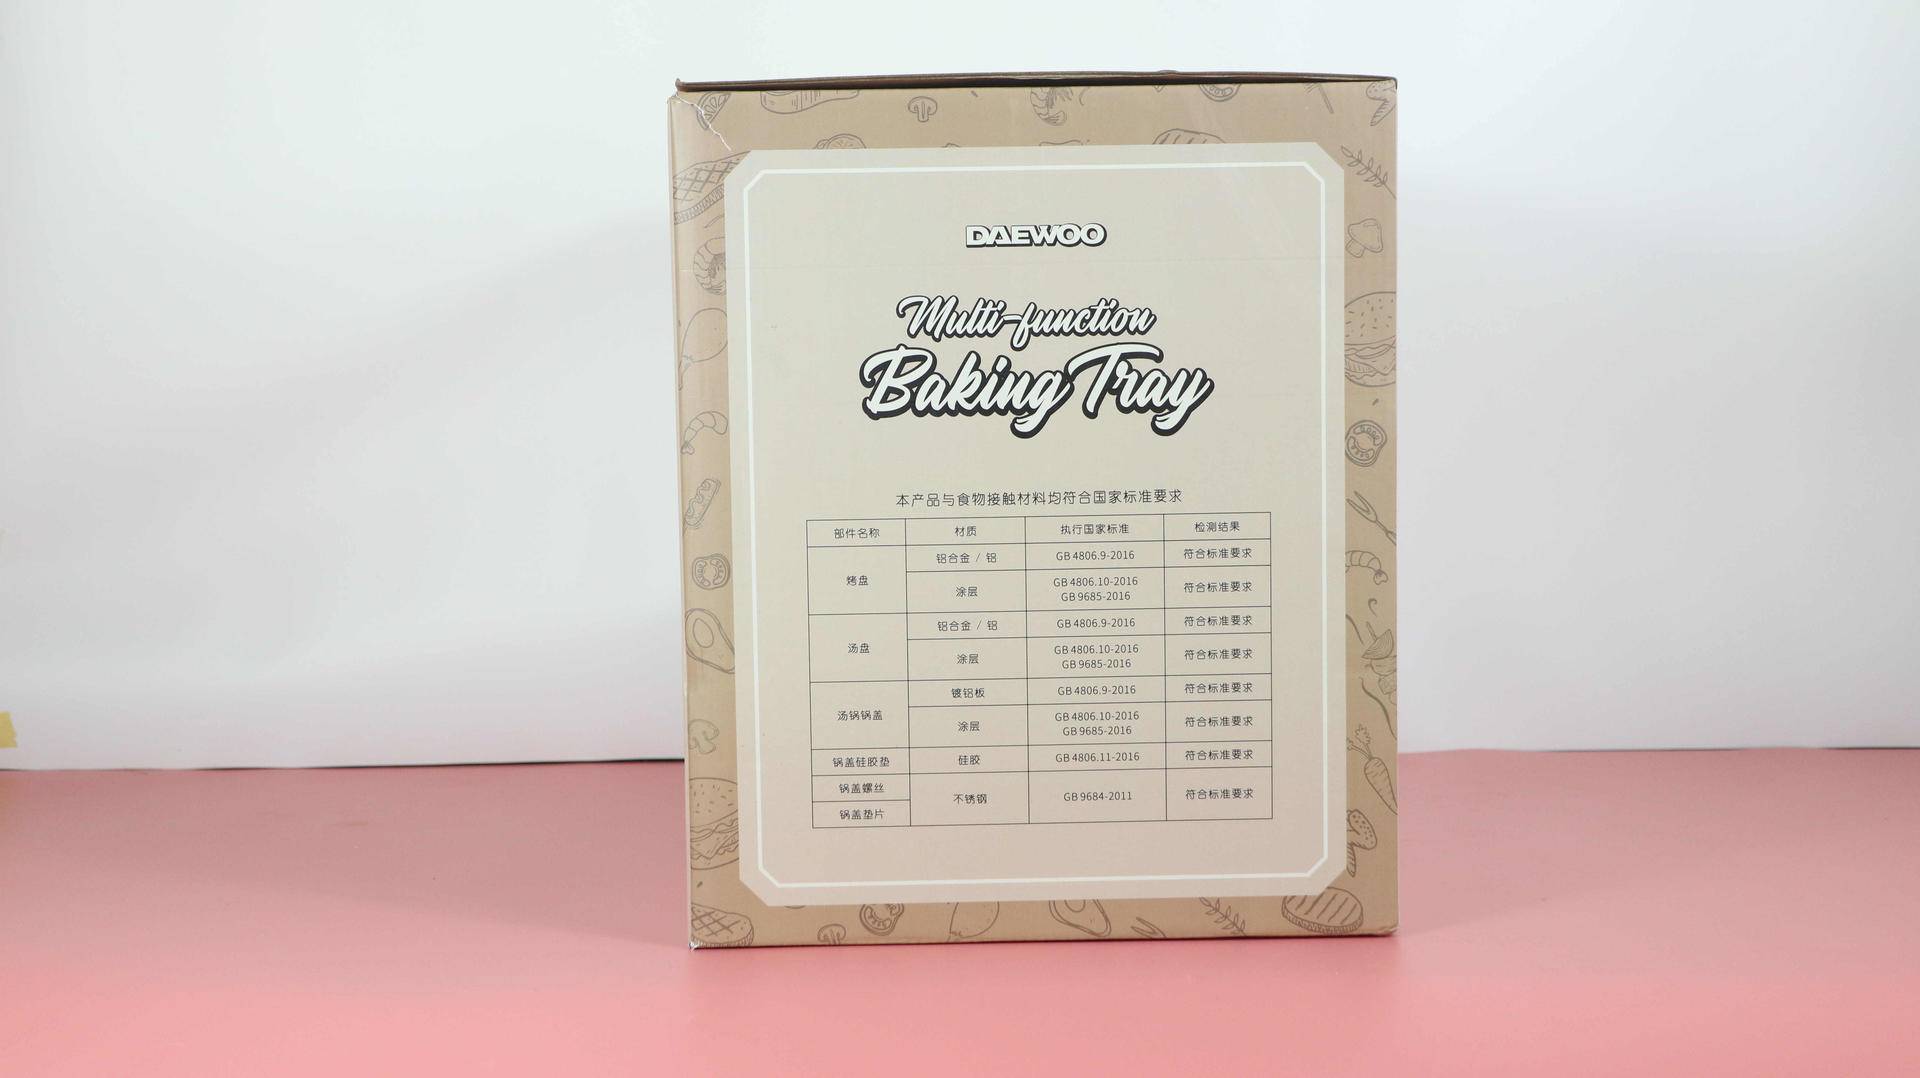 DAEWOO
Multi-function
Baking Tray
本产品与食物接触材料均符合国家标准要求
部件名称 材质 执行国家标准 检测结果
烤盘 铝合金 / 铝 GB 4806.9-2016 符合标准要求
涂层 GB 4806.10-2016 GB 9685-2016 符合标准要求
汤盘 铝合金 / 铝 GB 4806.9-2016 符合标准要求
涂层 GB 4806.10-2016 GB 9685-2016 符合标准要求
汤锅锅盖 镀铝板 GB 4806.9-2016 符合标准要求
涂层 GB 4806.10-2016 GB 9685-2016 符合标准要求
锅盖硅胶垫 硅胶 GB 4806.11-2016 符合标准要求
锅盖螺丝 不锈钢 GB 9684-2011 符合标准要求
锅盖垫片